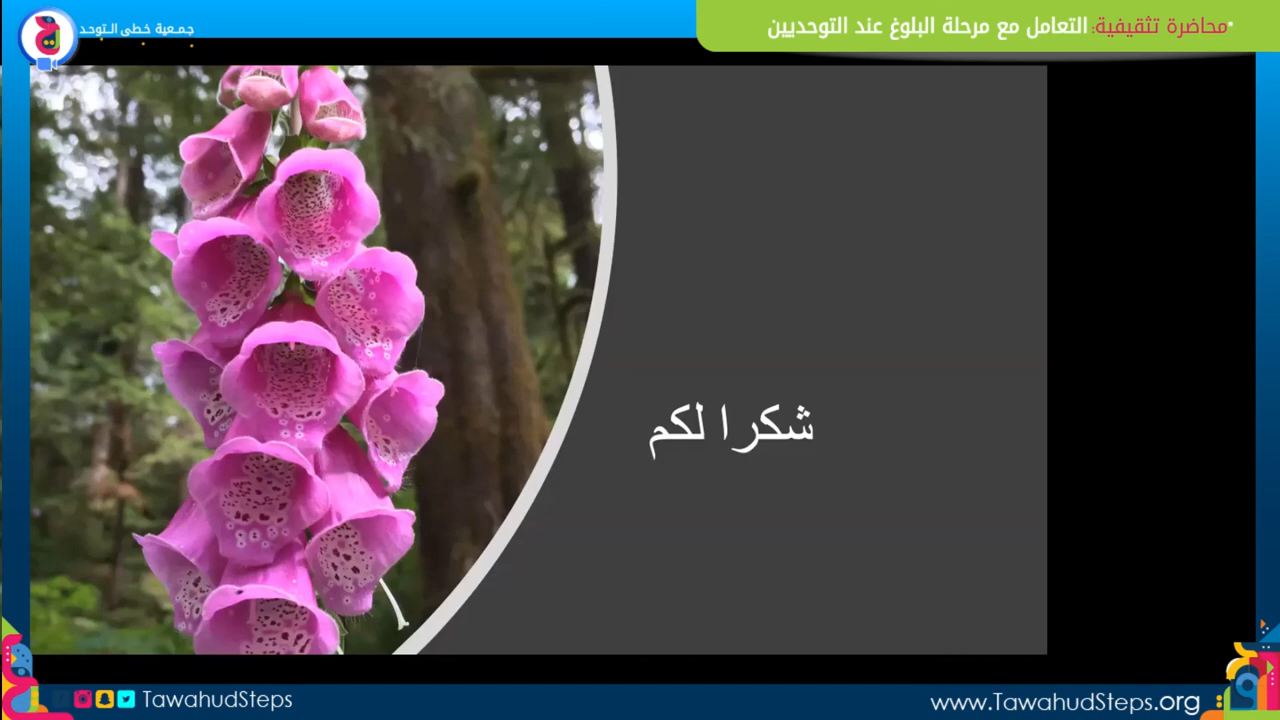 •محاضرة تثقيفية: التعامل مع مرحلة البلوغ عند التوحديين
جمعية خطى التوحد
شكرا لكم
TawahudSteps
www.TawahudSteps.org